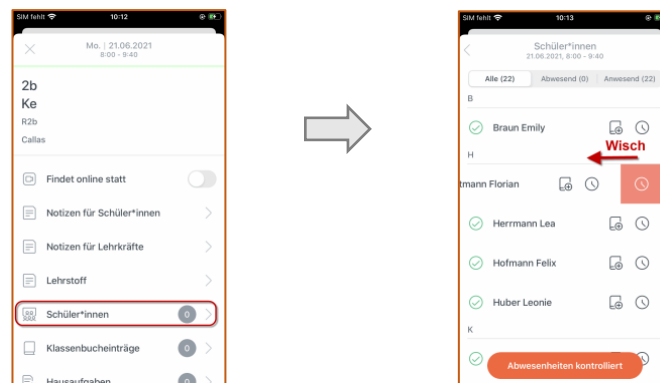 SIM fehlt 10:12
Mo. | 21.06.2021
8:00 - 9:40
2b
Ke
R2b
Callas
Findet online statt
Notizen für Schüler*innen
Notizen für Lehrkräfte
Lehrstoff
Schüler*innen 0
Klassenbucheinträge 0
Hausaufgaben
SIM fehlt 10:13
Schüler*innen
21.06.2021, 8:00 - 9:40
Alle (22) Abwesend (0) Anwesend (22)
B
Braun Emily
Wisch
H
tmann Florian
Herrmann Lea
Hofmann Felix
Huber Leonie
K
Abwesenheiten kontrolliert